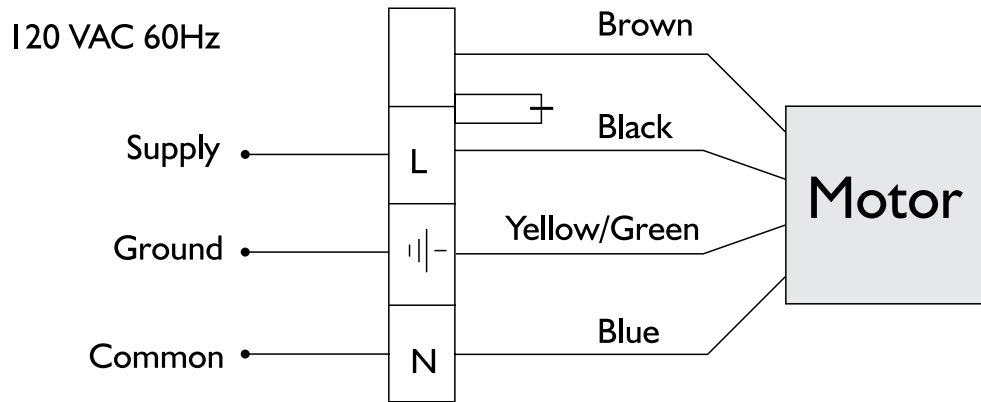 120 VAC 60Hz
Brown
Supply
L
Black
Motor
Ground
Yellow/Green
Common
N
Blue